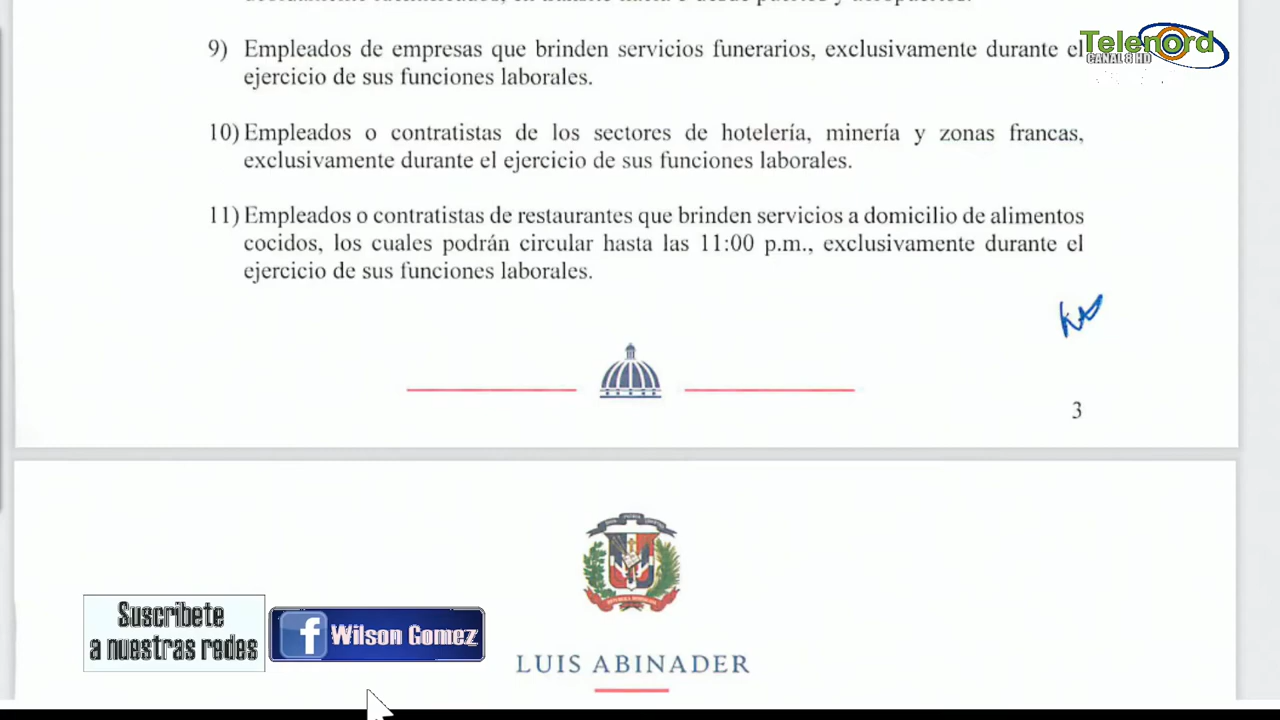 9) Empleados de empresas que brinden servicios funerarios, exclusivamente durante el
ejercicio de sus funciones laborales.
10) Empleados o contratistas de los sectores de hotelería, minería y zonas francas,
exclusivamente durante el ejercicio de sus funciones laborales.
11) Empleados o contratistas de restaurantes que brinden servicios a domicilio de alimentos
cocidos, los cuales podrán circular hasta las 11:00 p.m., exclusivamente durante el
ejercicio de sus funciones laborales.
3
LUIS ABINADER
Telenord
CANAL 8 HD
Suscribete
a nuestras redes
f Wilson Gomez